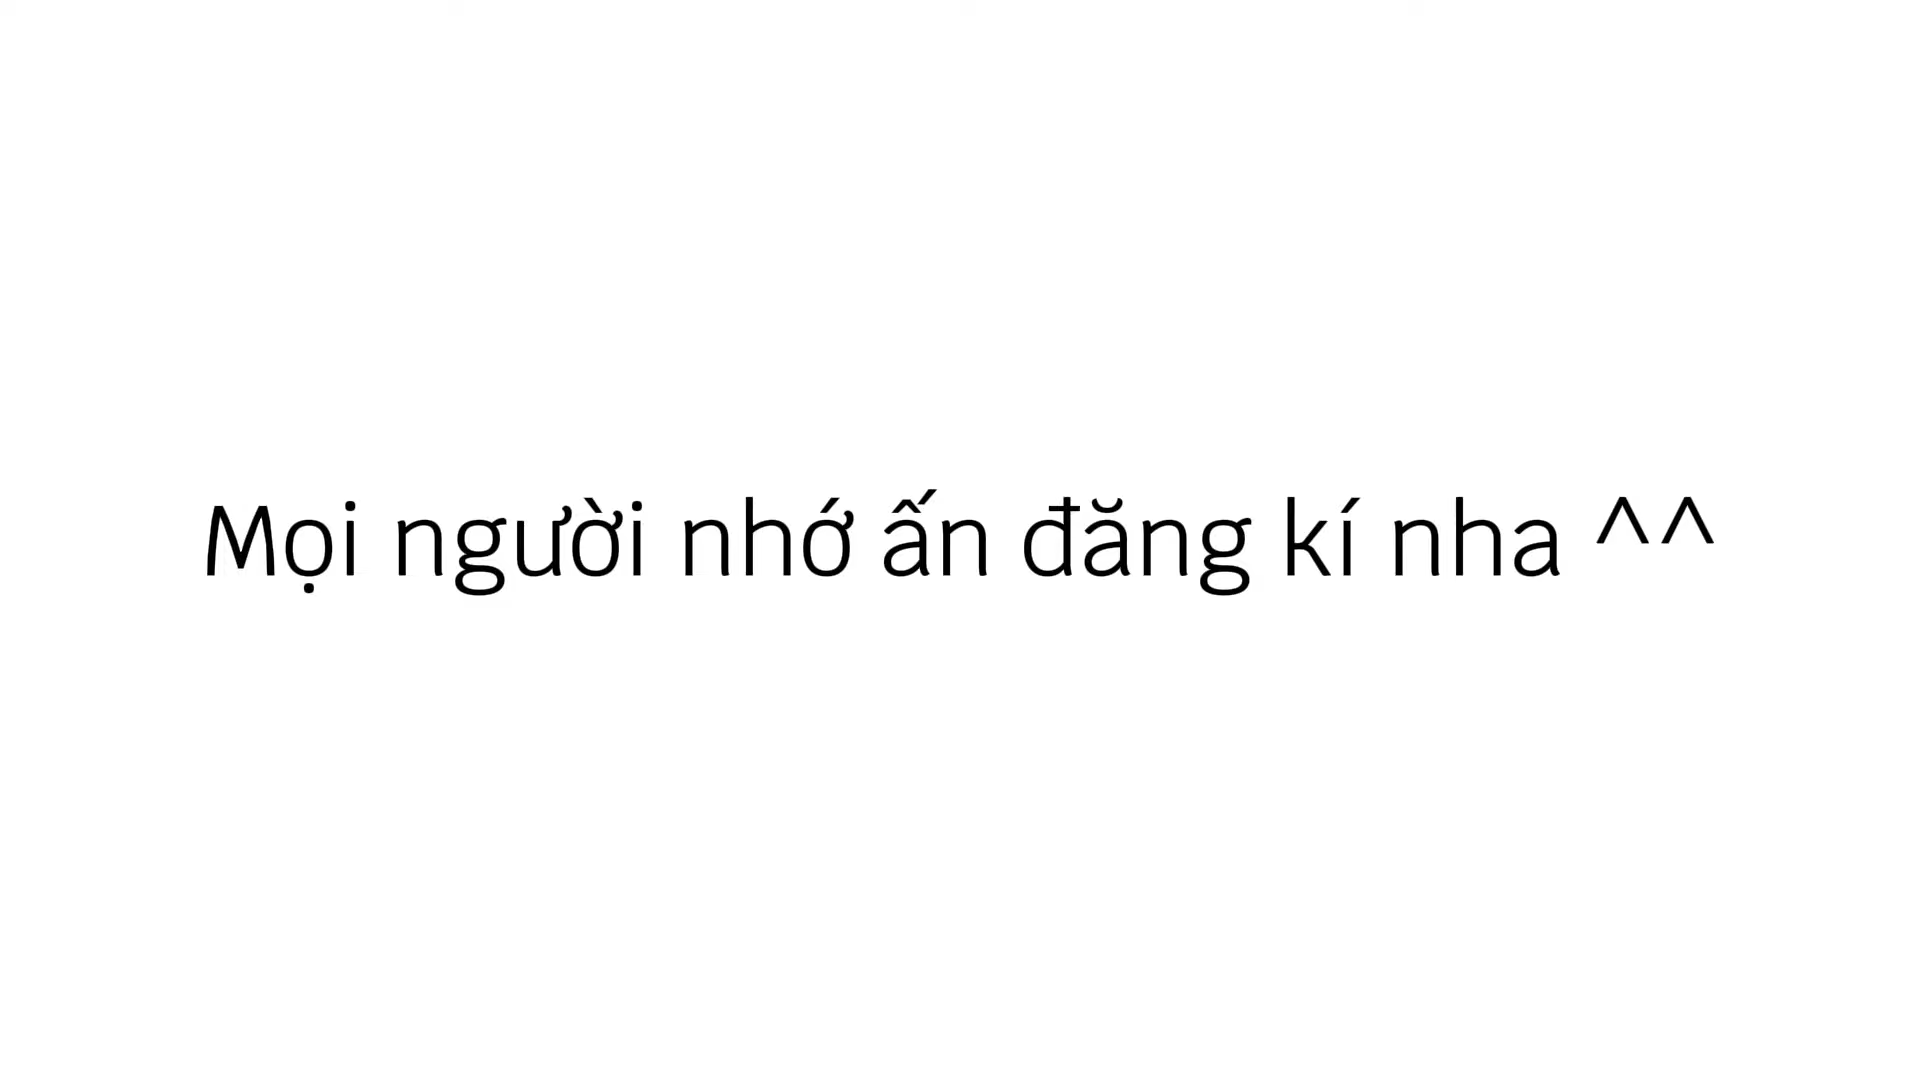 Mọi người nhớ ấn đăng kí nha ^^